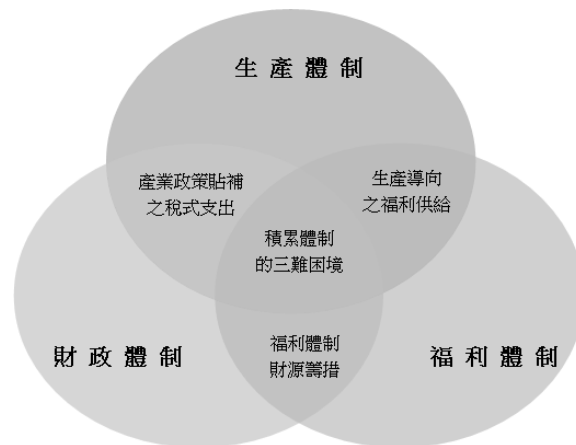 生產體制
產業政策貼補
之稅式支出
生產導向
之福利供給
積累體制
的三難困境
財政體制
福利體制
財源籌措
福利體制